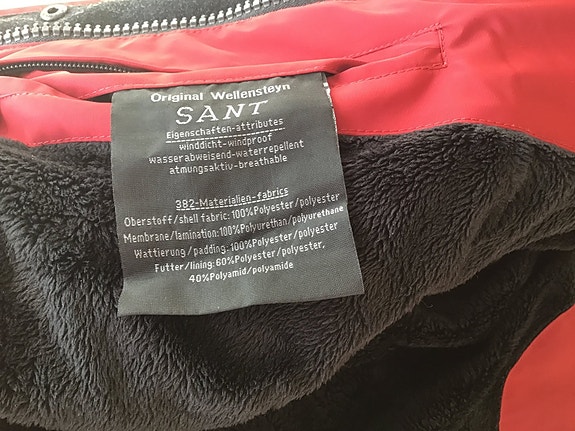 Original Wellensteyn
SANT
Eigenschaften-attributes
winddicht-windproof
wasserabweisend-waterrepellent
atmungsaktiv-breathable
382-Materialien-fabrics
Oberstoff/shell fabric:100%Polyester/polyester
Membrane/lamination:100%Polyurethan/polyurethane
Wattierung/padding:100%Polyester/polyester
Futter/lining:60%Polyester/polyester,
40%Polyamid/polyamide